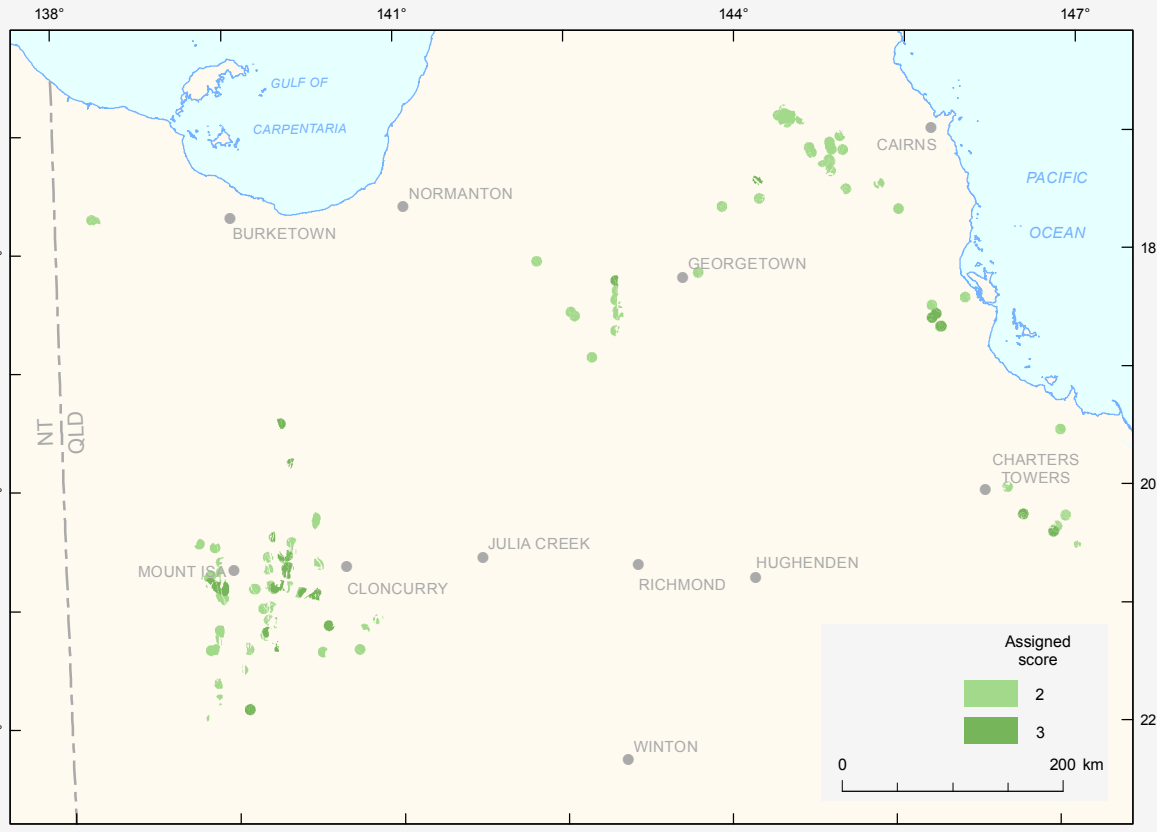 138°
141°
144°
147°
GULF OF
CARPENTARIA
CAIRNS
PACIFIC
NORMANTON
BURKETOWN
OCEAN
18
GEORGETOWN
NT
QLD
CHARTERS
TOWERS
20
JULIA CREEK
MOUNT ISA
HUGHENDEN
RICHMOND
CLONCURRY
Assigned
score
2
3
22
WINTON
0
200 km